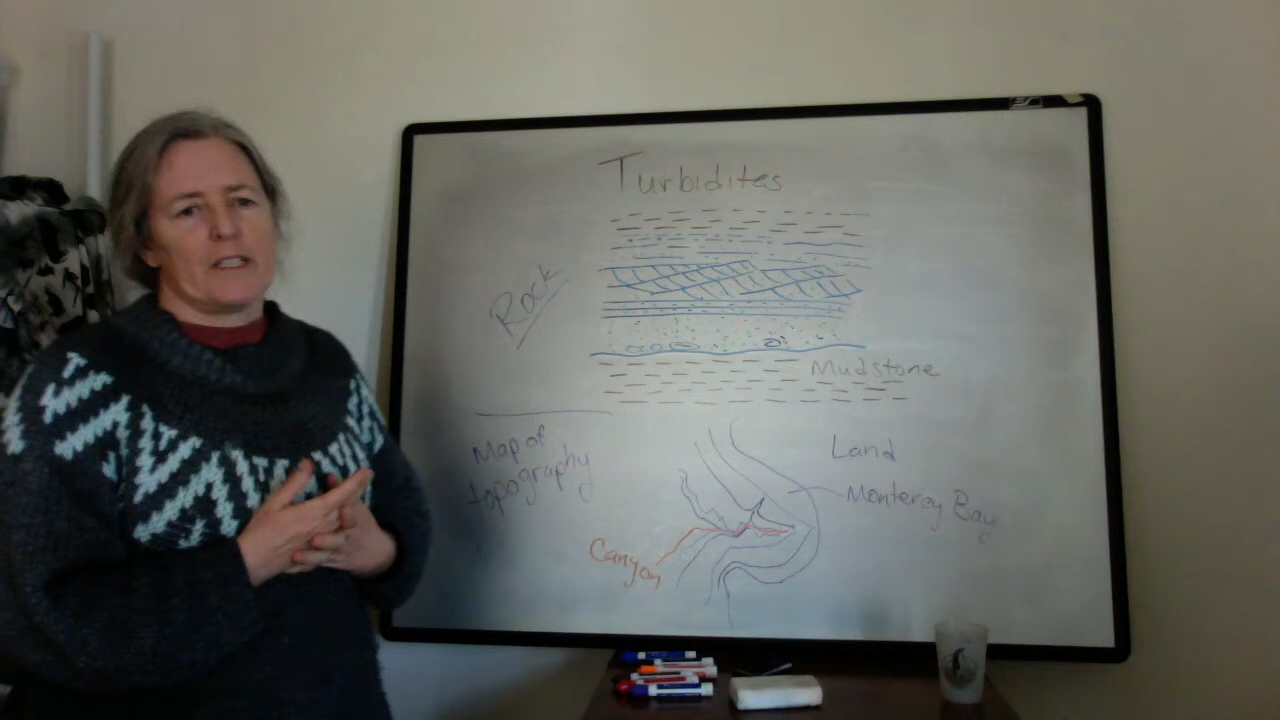 Turbidites
Rock
Mudstone
Map of
topography
Land
Monterey Bay
Canyon